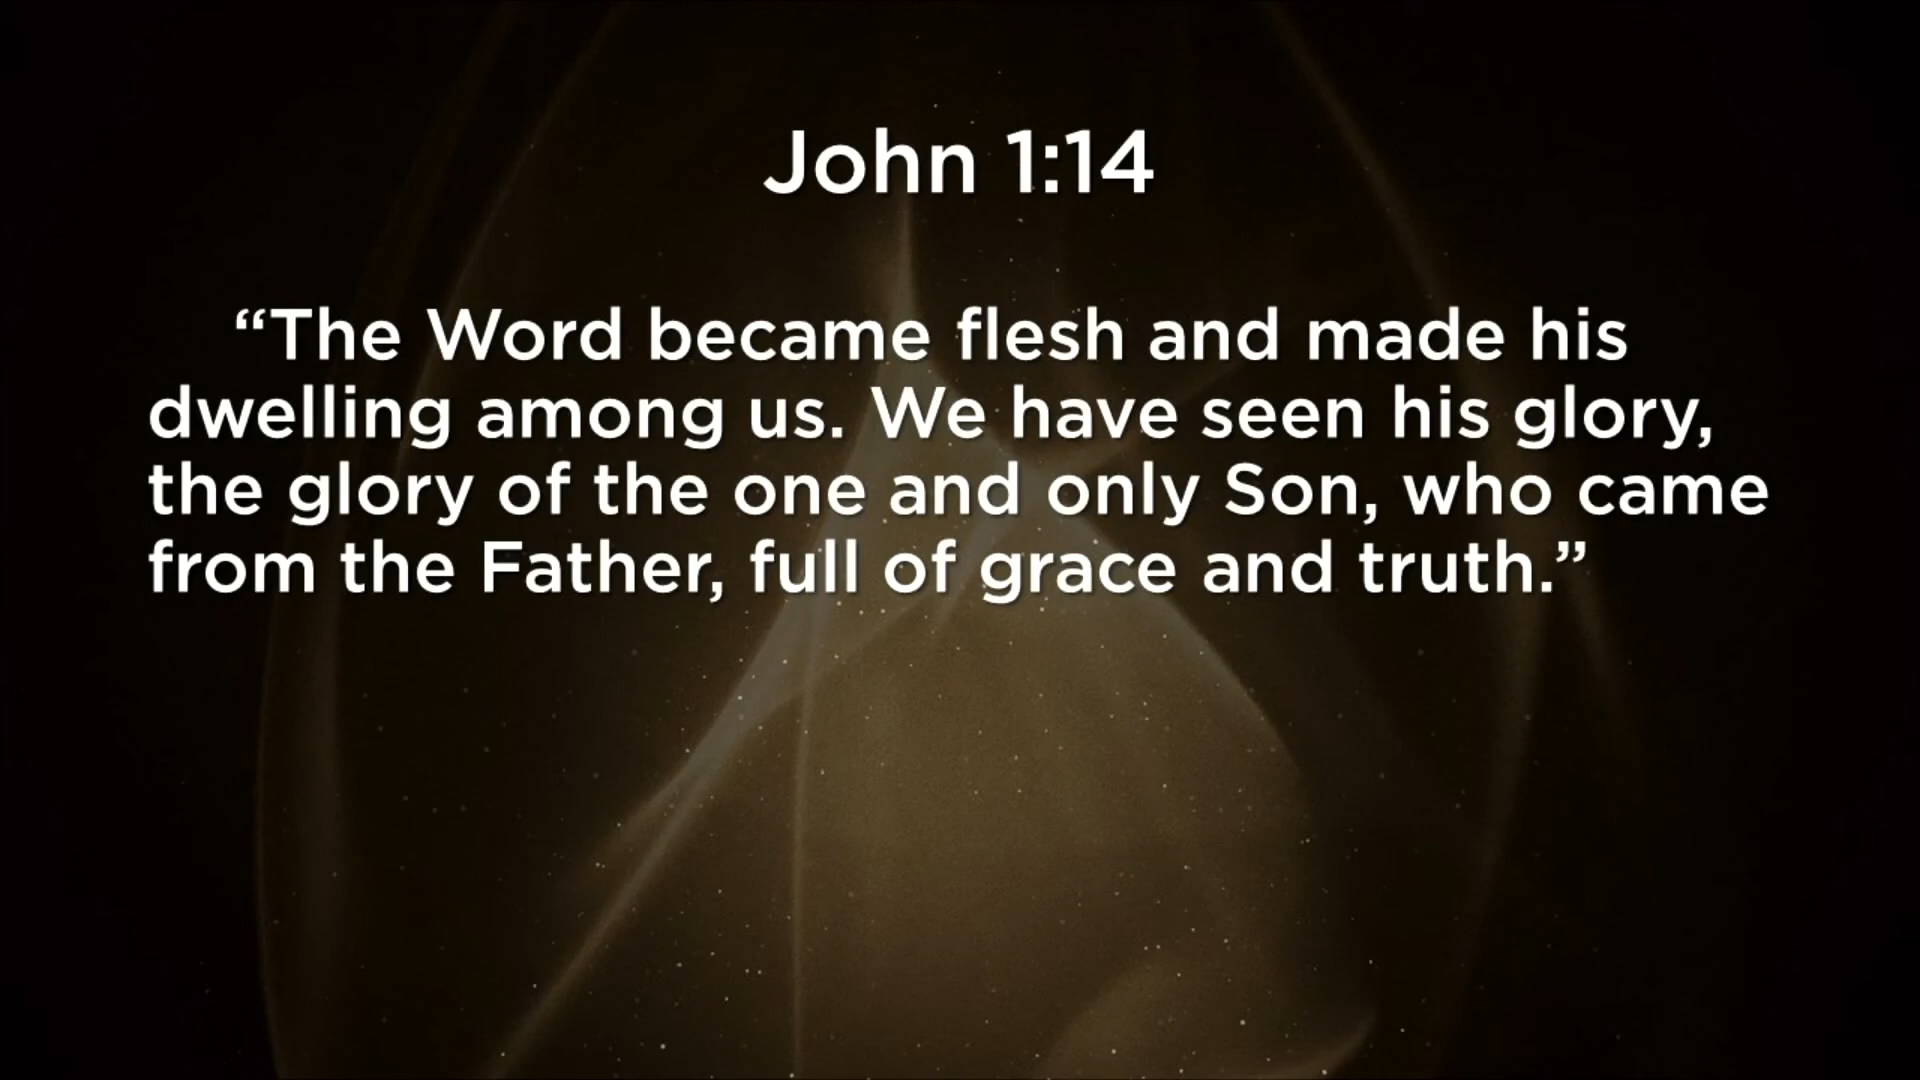 John 1:14
“The Word became flesh and made his
dwelling among us. We have seen his glory,
the glory of the one and only Son, who came
from the Father, full of grace and truth.”